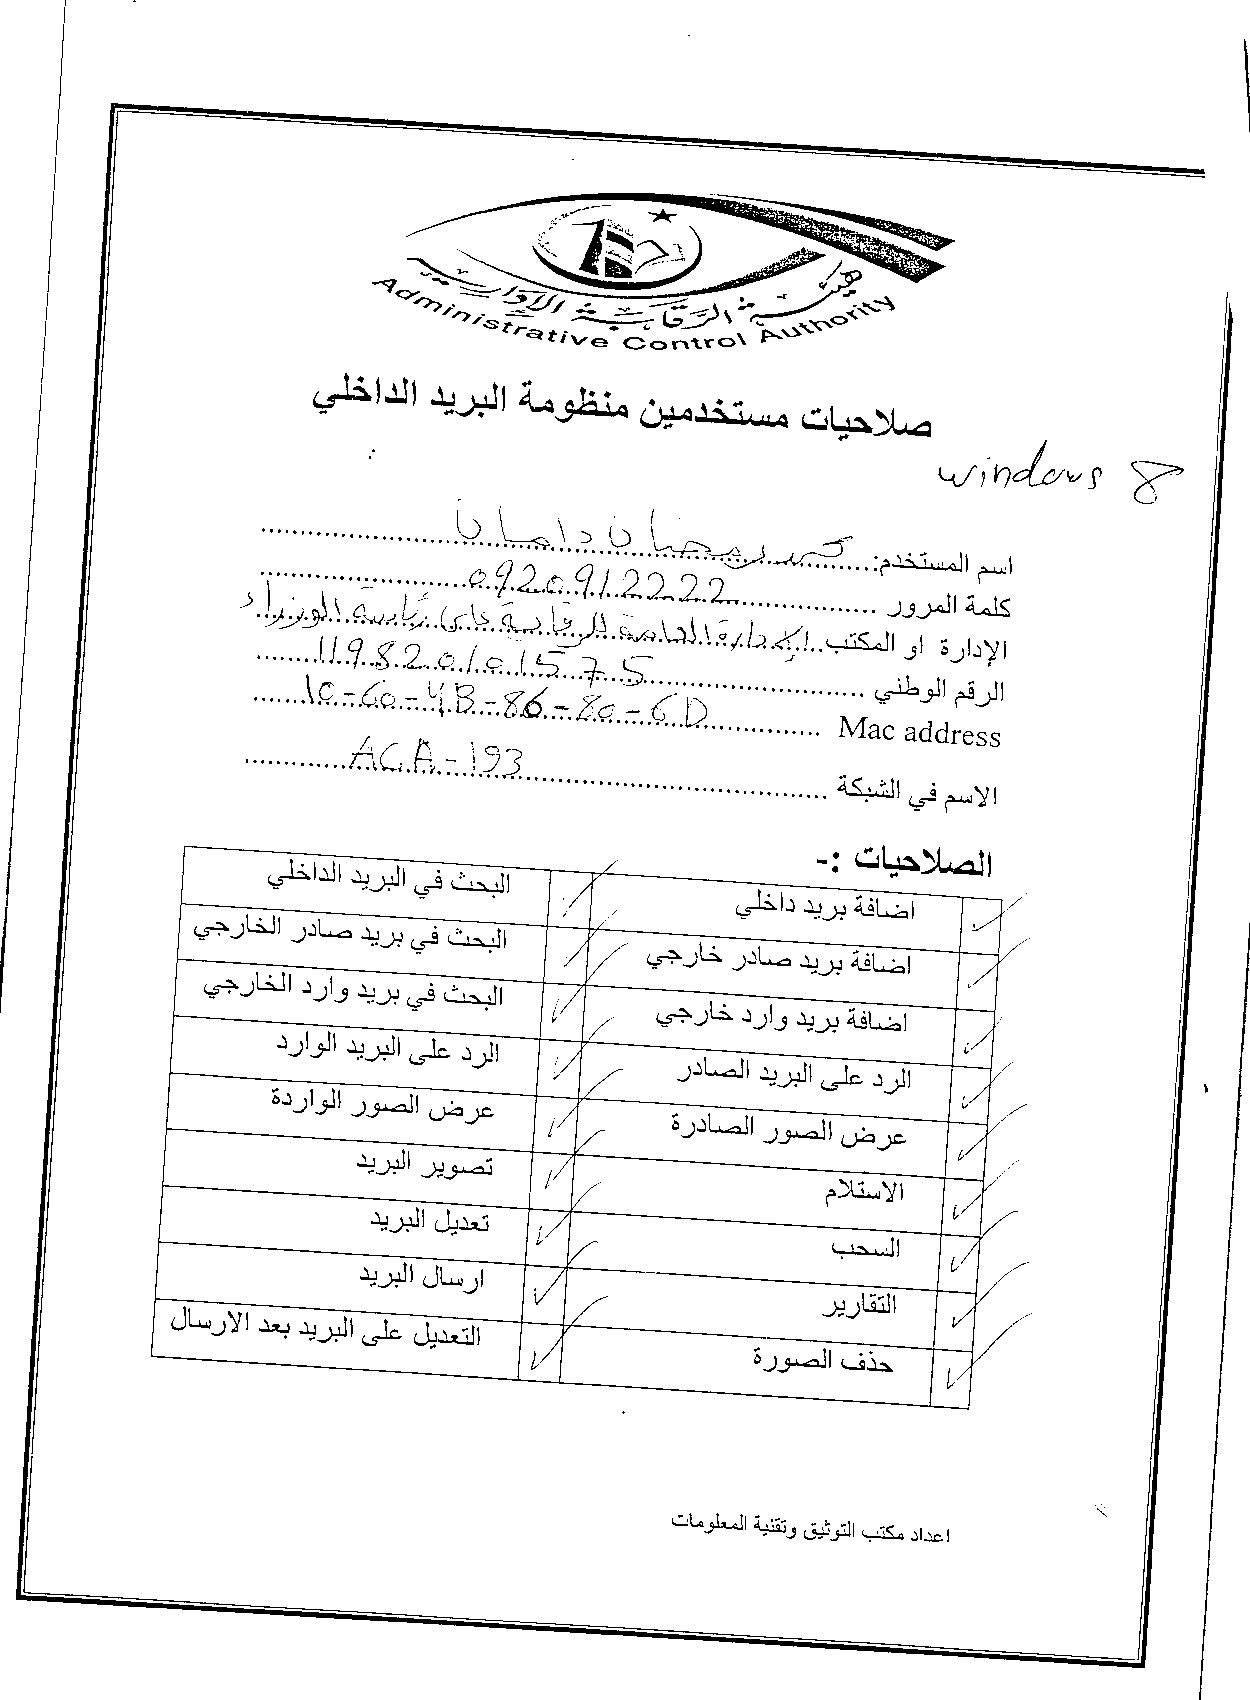 هيئة الرقابة الإدارية
Administrative Control Authority
صلاحيات مستخدمين منظومة البريد الداخلي
windows 8
اسم المستخدم: محمد رمضان دامان
كلمة المرور 0920912222
الإدارة او المكتب الإدارة العامة الرقابة على رئاسة الوزراء
الرقم الوطني 119820101575
Mac address 1C-60-4B-86-80-6D
الاسم في الشبكة ACA-193
الصلاحيات :-
✓ اضافة بريد داخلي ✓ البحث في البريد الداخلي
✓ اضافة بريد صادر خارجي ✓ البحث في بريد صادر الخارجي
✓ اضافة بريد وارد خارجي ✓ البحث في بريد وارد الخارجي
✓ الرد على البريد الصادر ✓ الرد على البريد الوارد
✓ عرض الصور الصادرة ✓ عرض الصور الواردة
✓ الاستلام ✓ تصوير البريد
✓ السحب ✓ تعديل البريد
✓ التقارير ✓ ارسال البريد
✓ حذف الصورة ✓ التعديل على البريد بعد الارسال
اعداد مكتب التوثيق وتقنية المعلومات